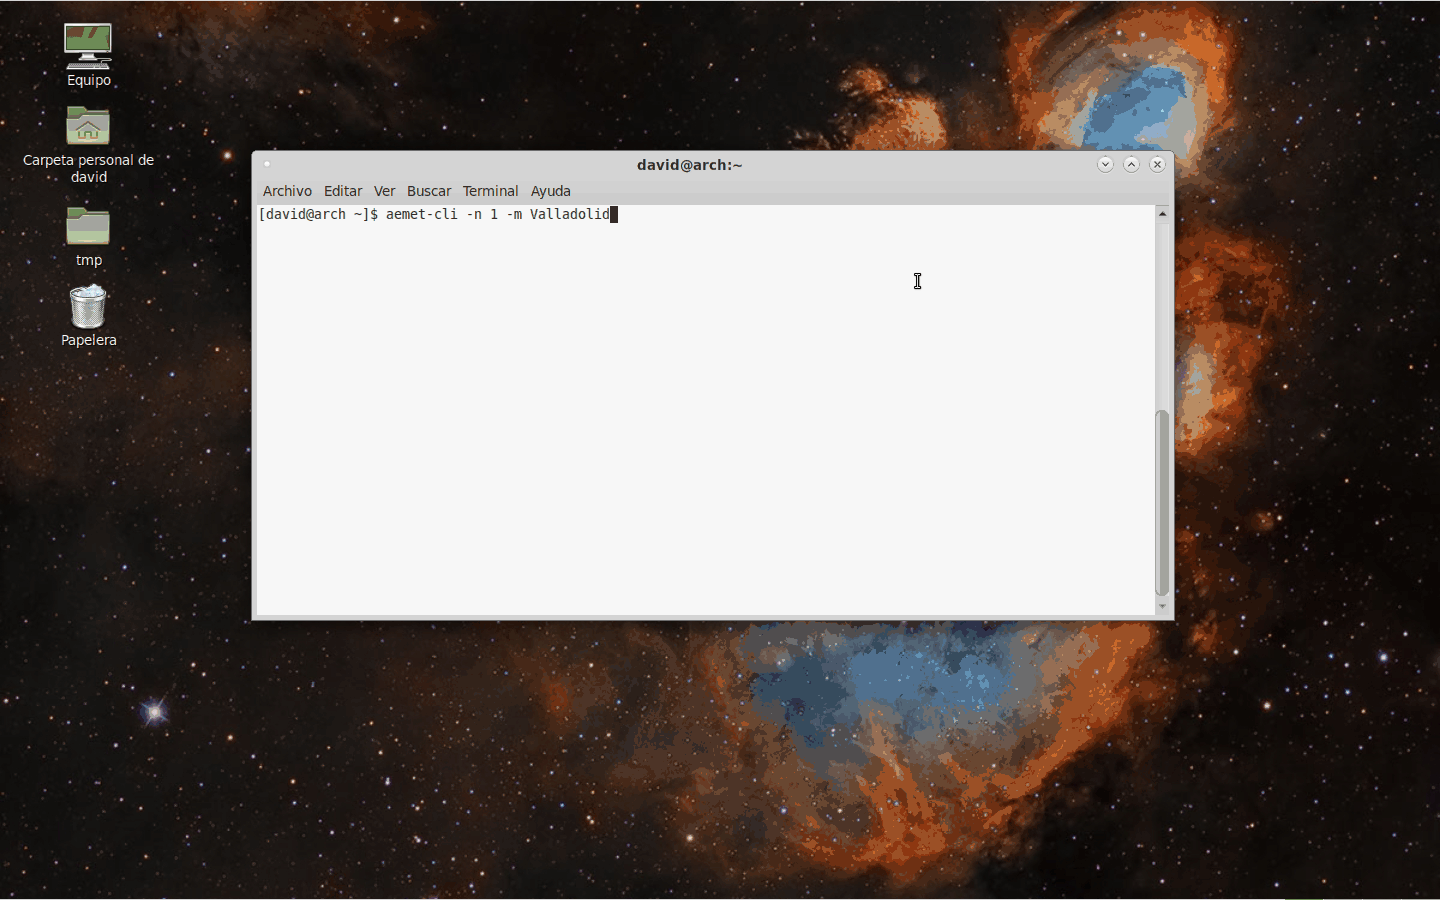 Equipo
Carpeta personal de
david
tmp
Papelera
david@arch:~
Archivo Editar Ver Buscar Terminal Ayuda
[david@arch ~]$ aemet-cli -n 1 -m Valladolid